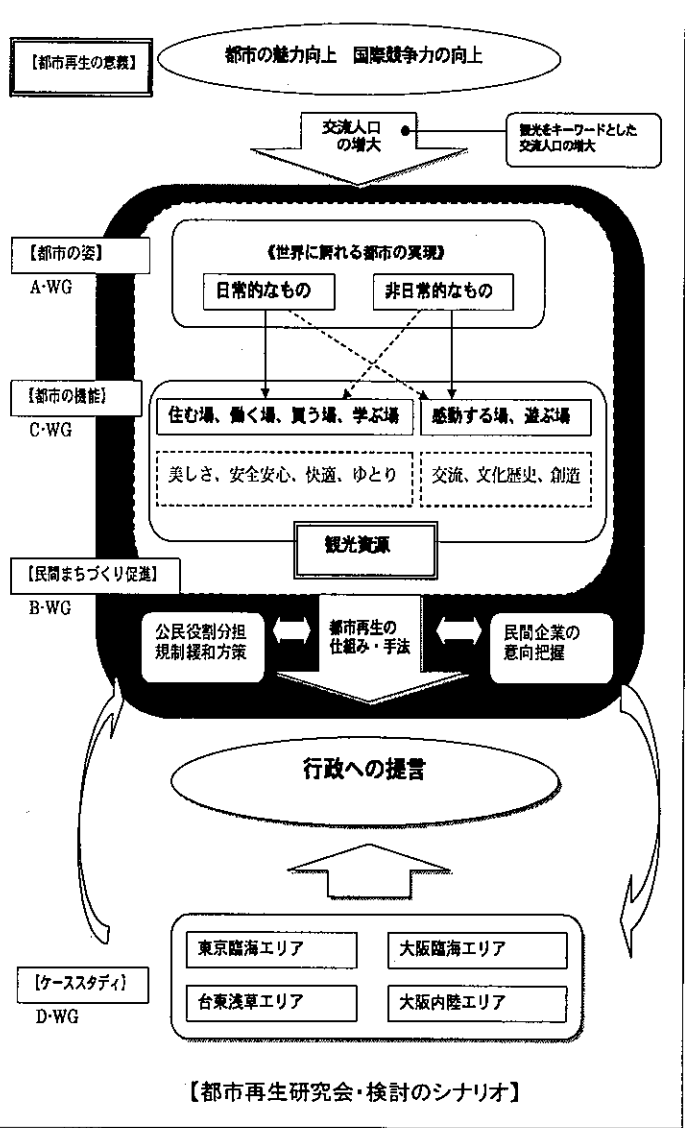 【都市再生の意義】
都市の魅力向上　国際競争力の向上
交流人口
の増大
観光をキーワードとした
交流人口の増大
【都市の姿】
A・WG
《世界に誇れる都市の実現》
日常的なもの
非日常的なもの
【都市の機能】
C・WG
住む場、働く場、買う場、学ぶ場
感動する場、遊ぶ場
美しさ、安全安心、快適、ゆとり
交流、文化歴史、創造
観光資源
【民間まちづくり促進】
B・WG
公民役割分担
規制緩和方策
都市再生の
仕組み・手法
民間企業の
意向把握
行政への提言
【ケーススタディ】
D・WG
東京臨海エリア
大阪臨海エリア
台東浅草エリア
大阪内陸エリア
【都市再生研究会・検討のシナリオ】